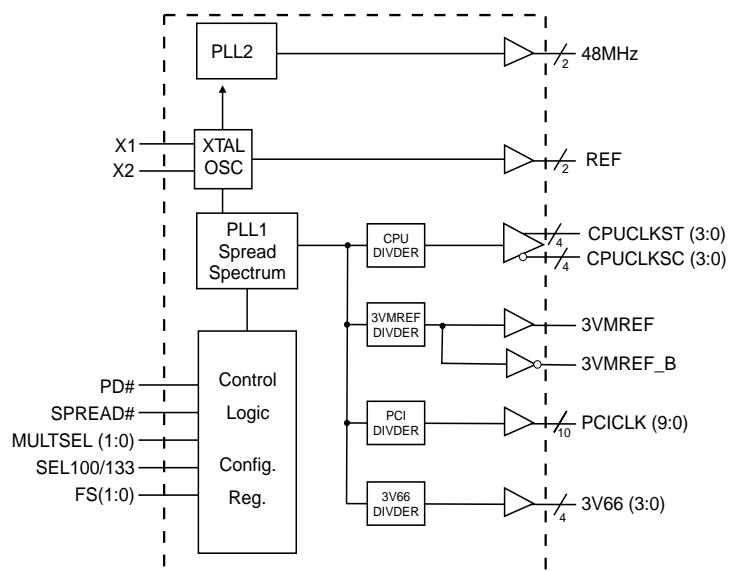 PLL2
48MHz
2
X1
X2
XTAL
OSC
REF
2
PLL1
Spread
Spectrum
CPU
DIVDER
CPUCLKST (3:0)
4
CPUCLKSC (3:0)
4
3VMREF
DIVDER
3VMREF
3VMREF_B
Control
Logic
Config.
Reg.
PD#
SPREAD#
MULTSEL (1:0)
SEL100/133
FS(1:0)
PCI
DIVDER
PCICLK (9:0)
10
3V66
DIVDER
3V66 (3:0)
4